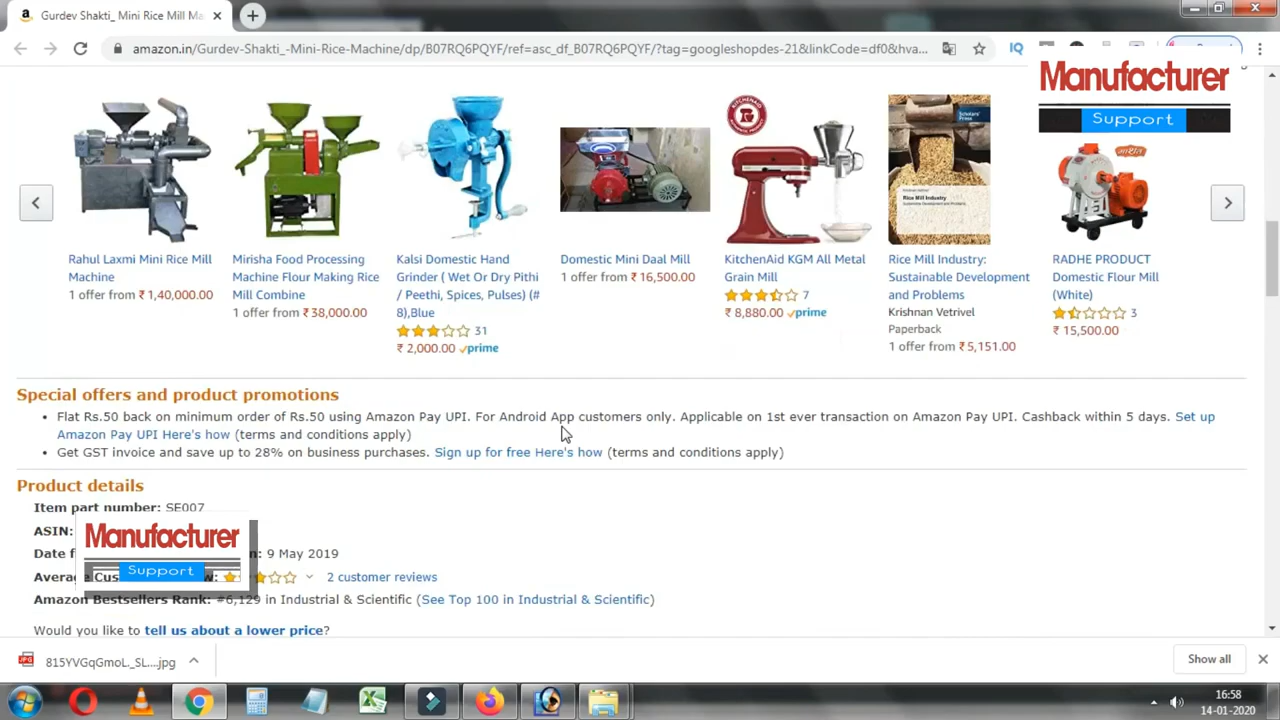 Gurdev Shakti_ Mini Rice Mill Ma
amazon.in/Gurdev-Shakti_-Mini-Rice-Machine/dp/B07RQ6PQYF/ref=asc_df_B07RQ6PQYF/?tag=googleshopdes-21&linkCode=df0&hva...
IQ
Manufacturer
Support
KITCHENAID
Rahul Laxmi Mini Rice Mill
Machine
1 offer from ₹ 1,40,000.00
Mirisha Food Processing
Machine Flour Making Rice
Mill Combine
1 offer from ₹ 38,000.00
Kalsi Domestic Hand
Grinder ( Wet Or Dry Pithi
/ Peethi, Spices, Pulses) (#
8),Blue
31
₹ 2,000.00 prime
Domestic Mini Daal Mill
1 offer from ₹ 16,500.00
KitchenAid KGM All Metal
Grain Mill
7
₹ 8,880.00 prime
Rice Mill Industry
Rice Mill Industry:
Sustainable Development
and Problems
Krishnan Vetrivel
Paperback
1 offer from ₹ 5,151.00
RADHE PRODUCT
Domestic Flour Mill
(White)
3
₹ 15,500.00
Special offers and product promotions
Flat Rs.50 back on minimum order of Rs.50 using Amazon Pay UPI. For Android App customers only. Applicable on 1st ever transaction on Amazon Pay UPI. Cashback within 5 days. Set up
Amazon Pay UPI Here's how (terms and conditions apply)
Get GST invoice and save up to 28% on business purchases. Sign up for free Here's how (terms and conditions apply)
Product details
Item part number: SE007
ASIN:
Manufacturer
Support
9 May 2019
Average
2 customer reviews
Amazon Bestsellers Rank: #6,129 in Industrial & Scientific (See Top 100 in Industrial & Scientific)
Would you like to tell us about a lower price?
815YVGqGmoL._SL....jpg
Show all
16:58
14-01-2020